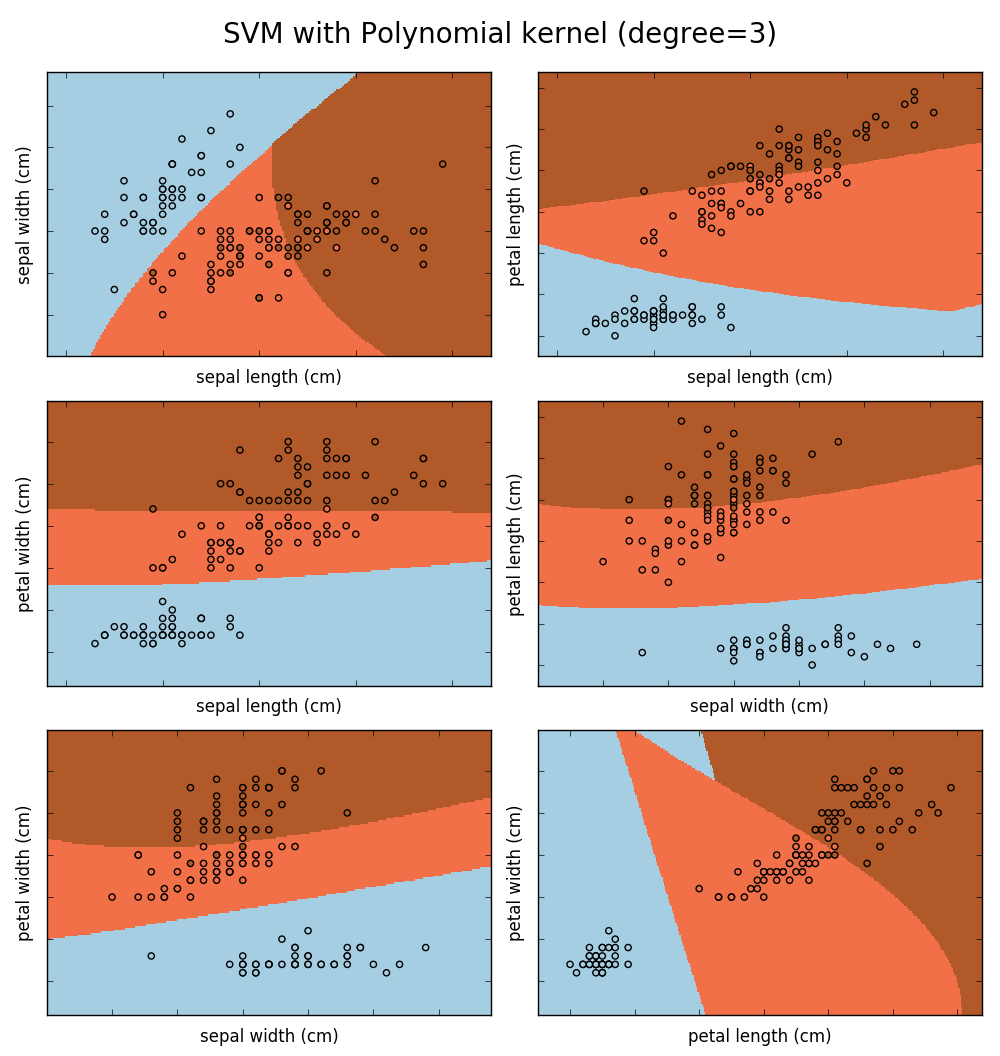 SVM with Polynomial kernel (degree=3)
sepal width (cm)
sepal length (cm)
petal length (cm)
sepal length (cm)
petal width (cm)
sepal length (cm)
petal length (cm)
sepal width (cm)
petal width (cm)
sepal width (cm)
petal width (cm)
petal length (cm)